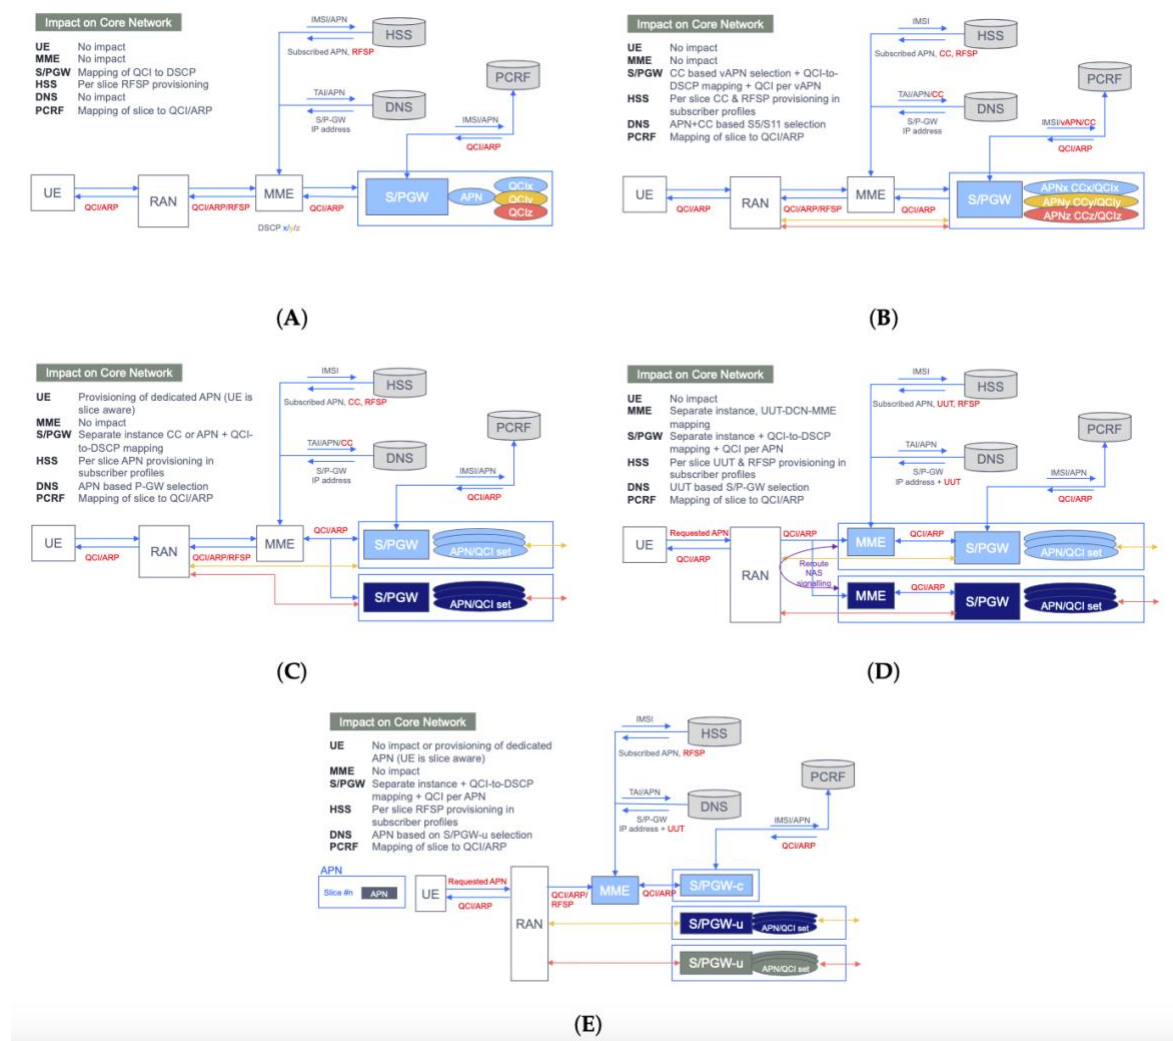 Impact on Core Network
UE No impact
MME No impact
S/PGW Mapping of QCI to DSCP
HSS Per slice RFSP provisioning
DNS No impact
PCRF Mapping of slice to QCI/ARP
IMSI/APN
HSS
Subscribed APN, RFSP
PCRF
TAI/APN
DNS
S/P-GW
IP address
IMSI/APN
QCI/ARP
UE
QCI/ARP
RAN
QCI/ARP/RFSP
MME
QCI/ARP
S/PGW
APN
QCIx
QCIy
QCIz
DSCP x/y/z
(A)
Impact on Core Network
UE No impact
MME No impact
S/PGW CC based vAPN selection + QCI-to-
DSCP mapping + QCI per vAPN
HSS Per slice CC & RFSP provisioning in
subscriber profiles
DNS APN+CC based S5/S11 selection
PCRF Mapping of slice to QCI/ARP
IMSI
HSS
Subscribed APN, CC, RFSP
PCRF
TAI/APN/CC
DNS
S/P-GW
IP address
IMSI/vAPN/CC
QCI/ARP
UE
QCI/ARP
RAN
QCI/ARP/RFSP
MME
QCI/ARP
S/PGW
APNx CCx/QCIx
APNy CCy/QCIy
APNz CCz/QCIz
(B)
Impact on Core Network
UE Provisioning of dedicated APN (UE is
slice aware)
MME No impact
S/PGW Separate instance CC or APN + QCI-
to-DSCP mapping
HSS Per slice APN provisioning in
subscriber profiles
DNS APN based P-GW selection
PCRF Mapping of slice to QCI/ARP
IMSI
HSS
Subscribed APN, CC, RFSP
PCRF
TAI/APN/CC
DNS
S/P-GW
IP address
IMSI/APN
QCI/ARP
UE
QCI/ARP
RAN
QCI/ARP/RFSP
MME
QCI/ARP
S/PGW
APN/QCI set
S/PGW
APN/QCI set
(C)
Impact on Core Network
UE No impact
MME Separate instance, UUT-DCN-MME
mapping
S/PGW Separate instance + QCI-to-DSCP
mapping + QCI per APN
HSS Per slice UUT & RFSP provisioning in
subscriber profiles
DNS UUT based S/P-GW selection
PCRF Mapping of slice to QCI/ARP
IMSI
HSS
Subscribed APN, UUT, RFSP
PCRF
TAI/APN
DNS
S/P-GW
IP address + UUT
IMSI/APN
QCI/ARP
UE
Requested APN
QCI/ARP
RAN
QCI/ARP
Reroute
NAS
signalling
MME
QCI/ARP
S/PGW
APN/QCI set
MME
QCI/ARP
S/PGW
APN/QCI set
(D)
Impact on Core Network
UE No impact or provisioning of dedicated
APN (UE is slice aware)
MME No impact
S/PGW Separate instance + QCI-to-DSCP
mapping + QCI per APN
HSS Per slice RFSP provisioning in
subscriber profiles
DNS APN based on S/PGW-u selection
PCRF Mapping of slice to QCI/ARP
IMSI
HSS
Subscribed APN, RFSP
PCRF
TAI/APN
DNS
S/P-GW
IP address + UUT
IMSI/APN
QCI/ARP
APN
Slice #n APN
UE
Requested APN
QCI/ARP
RAN
QCI/ARP/
RFSP
MME
QCI/ARP
S/PGW-c
S/PGW-u
APN/QCI set
S/PGW-u
APN/QCI set
(E)